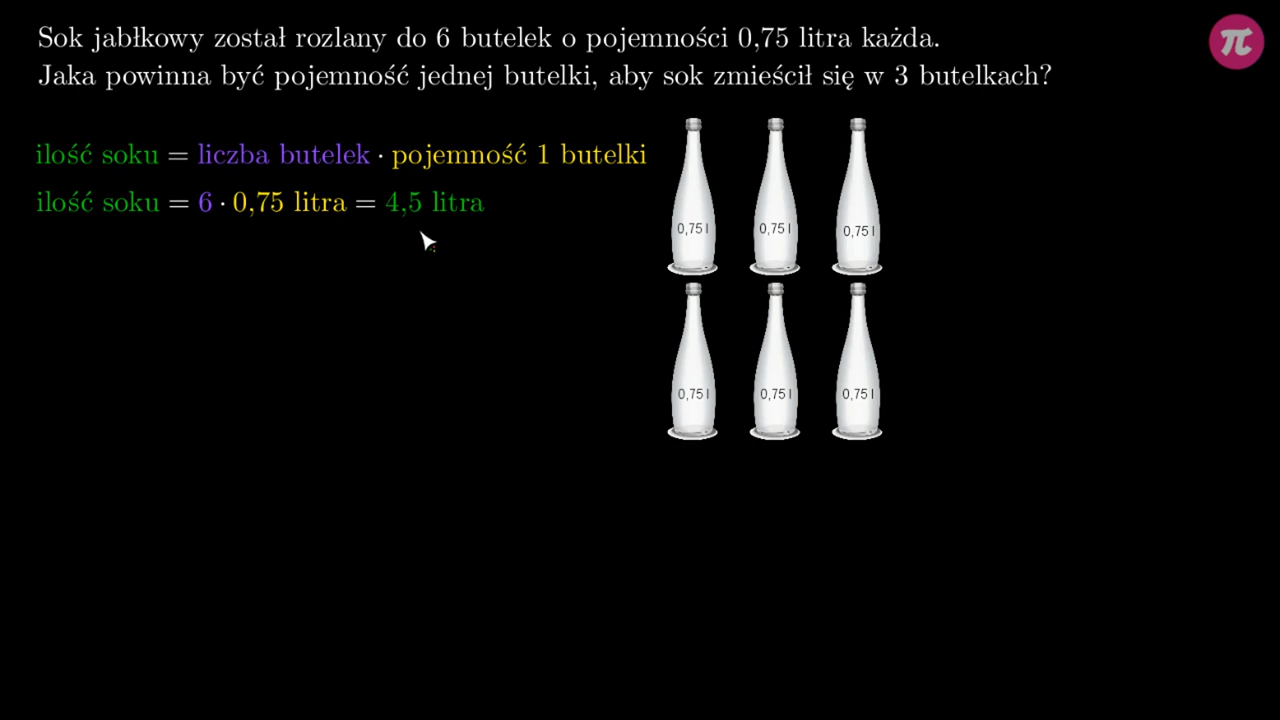 Sok jabłkowy został rozlany do 6 butelek o pojemności 0,75 litra każda.
Jaka powinna być pojemność jednej butelki, aby sok zmieścił się w 3 butelkach?
π
ilość soku = liczba butelek · pojemność 1 butelki
ilość soku = 6 · 0,75 litra = 4,5 litra
0,75 l 0,75 l 0,75 l
0,75 l 0,75 l 0,75 l